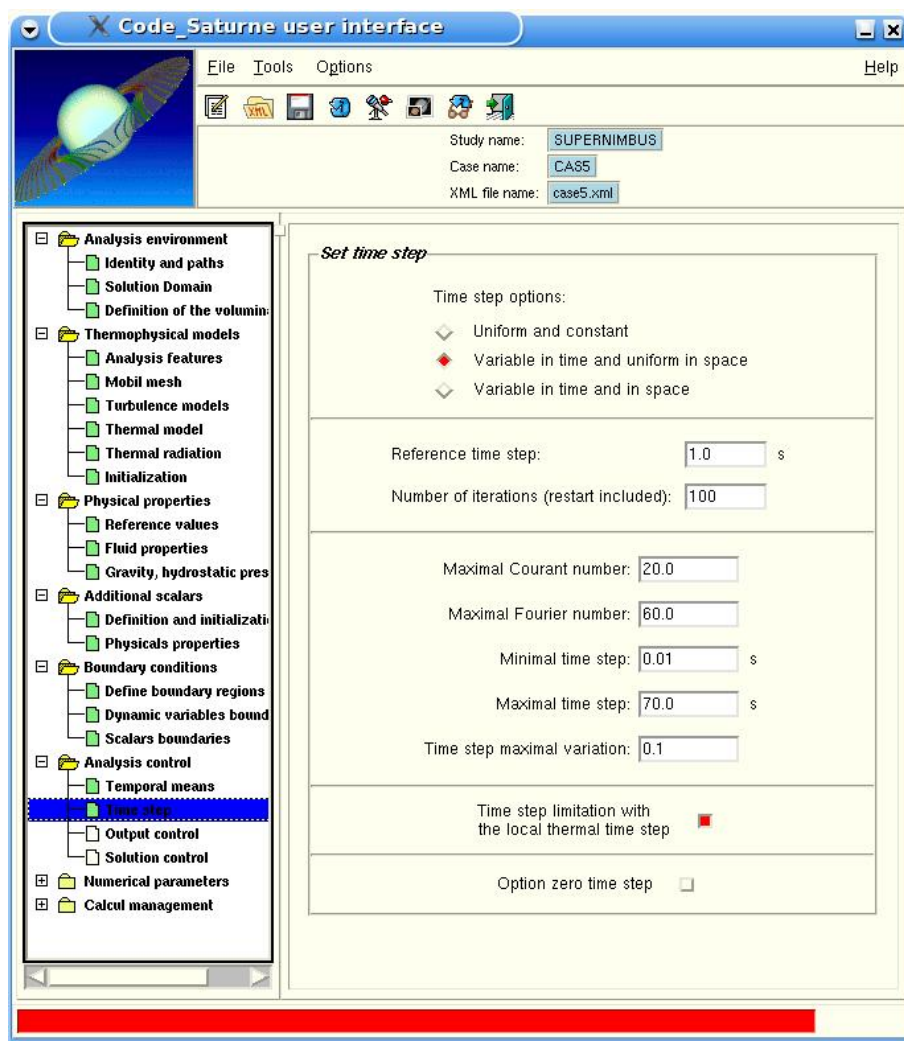 Code_Saturne user interface
File Tools Options Help
Study name: SUPERNIMBUS
Case name: CAS5
XML file name: case5.xml
Analysis environment
Identity and paths
Solution Domain
Definition of the volumin
Thermophysical models
Analysis features
Mobil mesh
Turbulence models
Thermal model
Thermal radiation
Initialization
Physical properties
Reference values
Fluid properties
Gravity, hydrostatic pres
Additional scalars
Definition and initializati
Physicals properties
Boundary conditions
Define boundary regions
Dynamic variables bound
Scalars boundaries
Analysis control
Temporal means
Time step
Output control
Solution control
Numerical parameters
Calcul management
Set time step
Time step options:
Uniform and constant
Variable in time and uniform in space
Variable in time and in space
Reference time step: 1.0 s
Number of iterations (restart included): 100
Maximal Courant number: 20.0
Maximal Fourier number: 60.0
Minimal time step: 0.01 s
Maximal time step: 70.0 s
Time step maximal variation: 0.1
Time step limitation with
the local thermal time step
Option zero time step